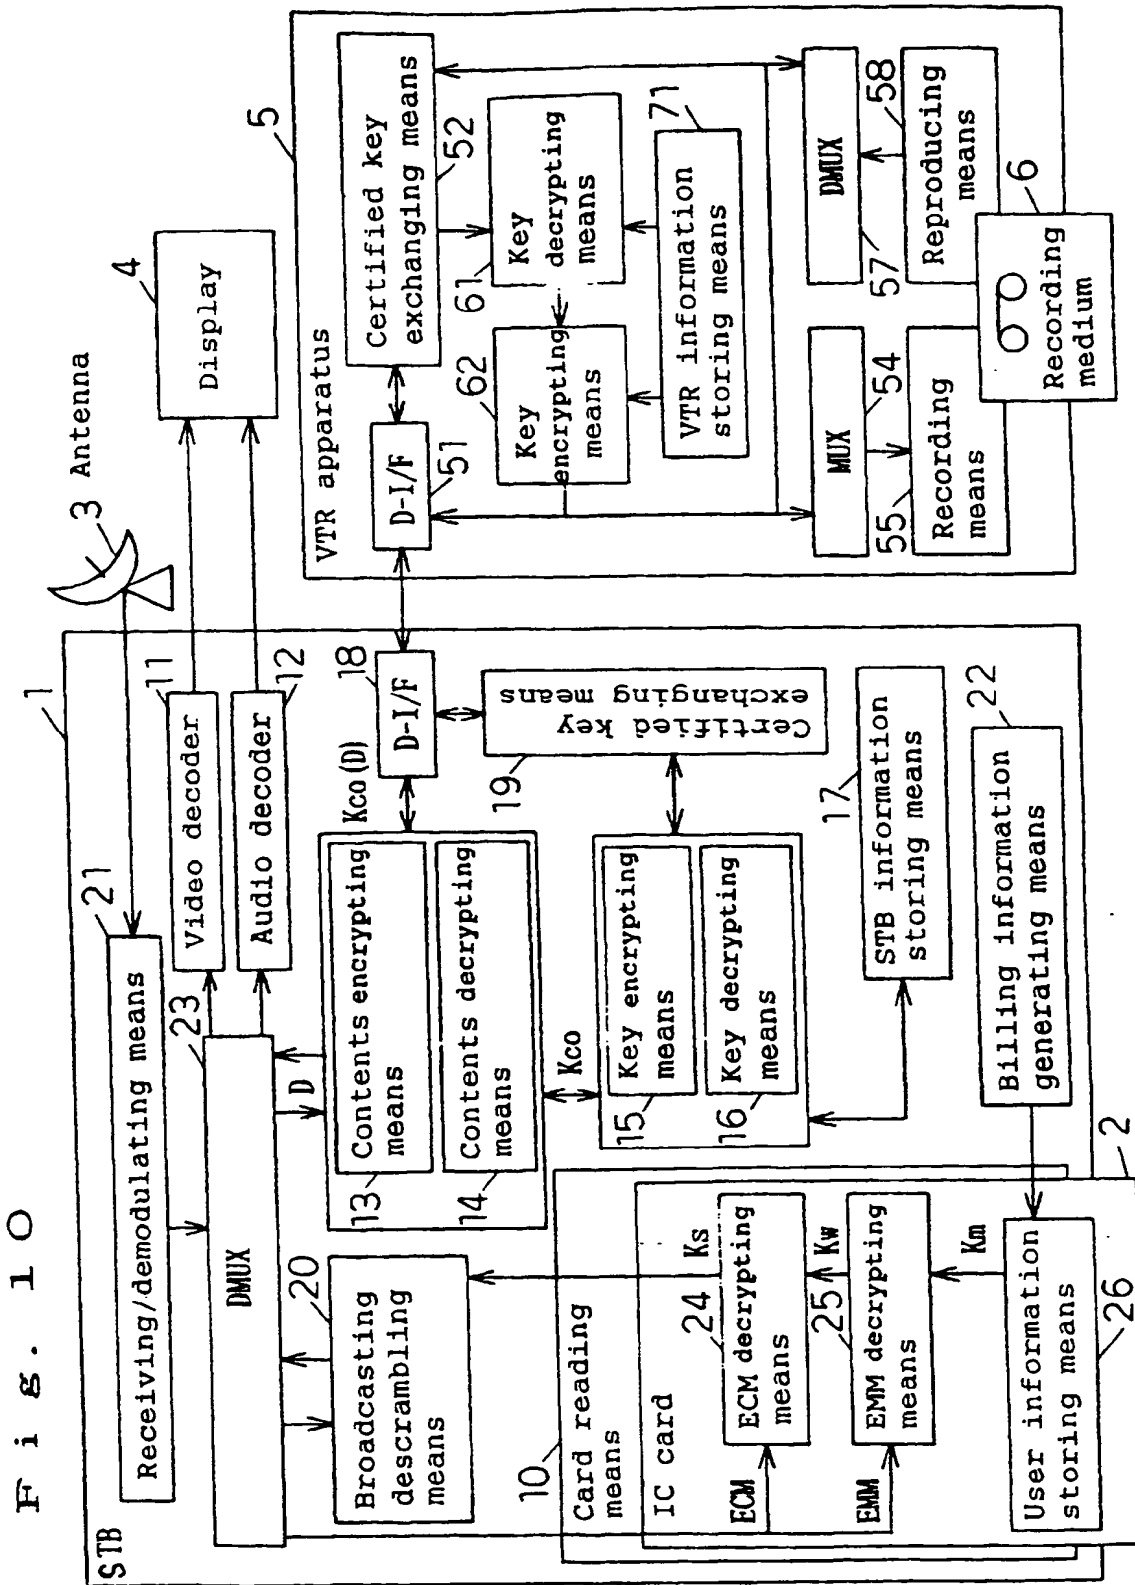 Fig. 10
STB
1
Receiving/demodulating means
21
3
Antenna
Video decoder
11
Audio decoder
12
Display
4
DMUX
23
D
Contents encrypting
means
13
Contents decrypting
means
14
Kco(D)
D-I/F
18
Certified key
exchanging means
19
Kco
Key encrypting
means
15
Key decrypting
means
16
STB information
storing means
17
Billing information
generating means
22
Broadcasting
descrambling
means
20
Card reading
means
10
IC card
2
ECM
Ks
ECM decrypting
means
24
Kw
EMM
EMM decrypting
means
25
Km
User information
storing means
26
VTR apparatus
5
D-I/F
51
Certified key
exchanging means
52
Key
decrypting
means
61
Key
encrypting
means
62
VTR information
storing means
71
MUX
54
Recording
means
55
DMUX
57
Reproducing
means
58
Recording
medium
6